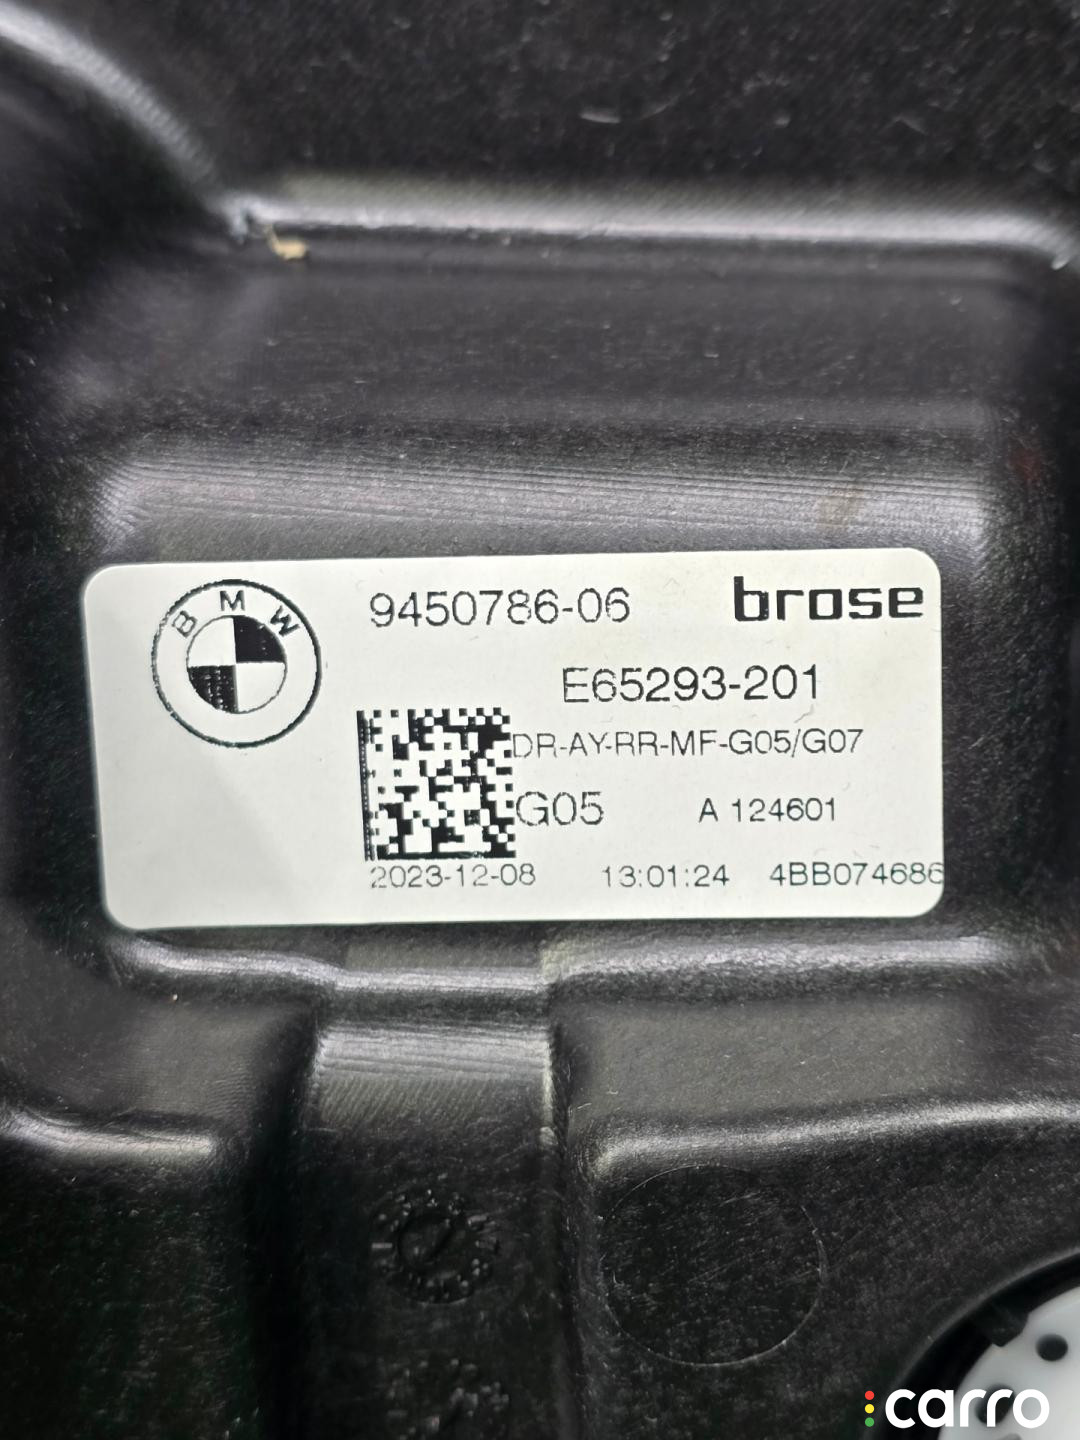 BMW
9450786-06 brose
E65293-201
DR-AY-RR-MF-G05/G07
G05 A 124601
2023-12-08 13:01:24 4BB074686
carro